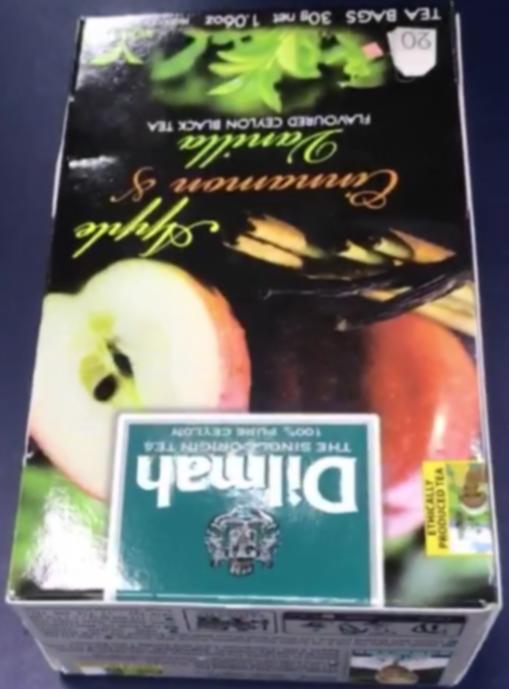 Dilmah
THE SINGLE ORIGIN TEA
100% PURE CEYLON
ETHICALLY
PRODUCED TEA
Apple
Cinnamon &
Vanilla
FLAVOURED CEYLON BLACK TEA
20
TEA BAGS 30g net 1.06oz